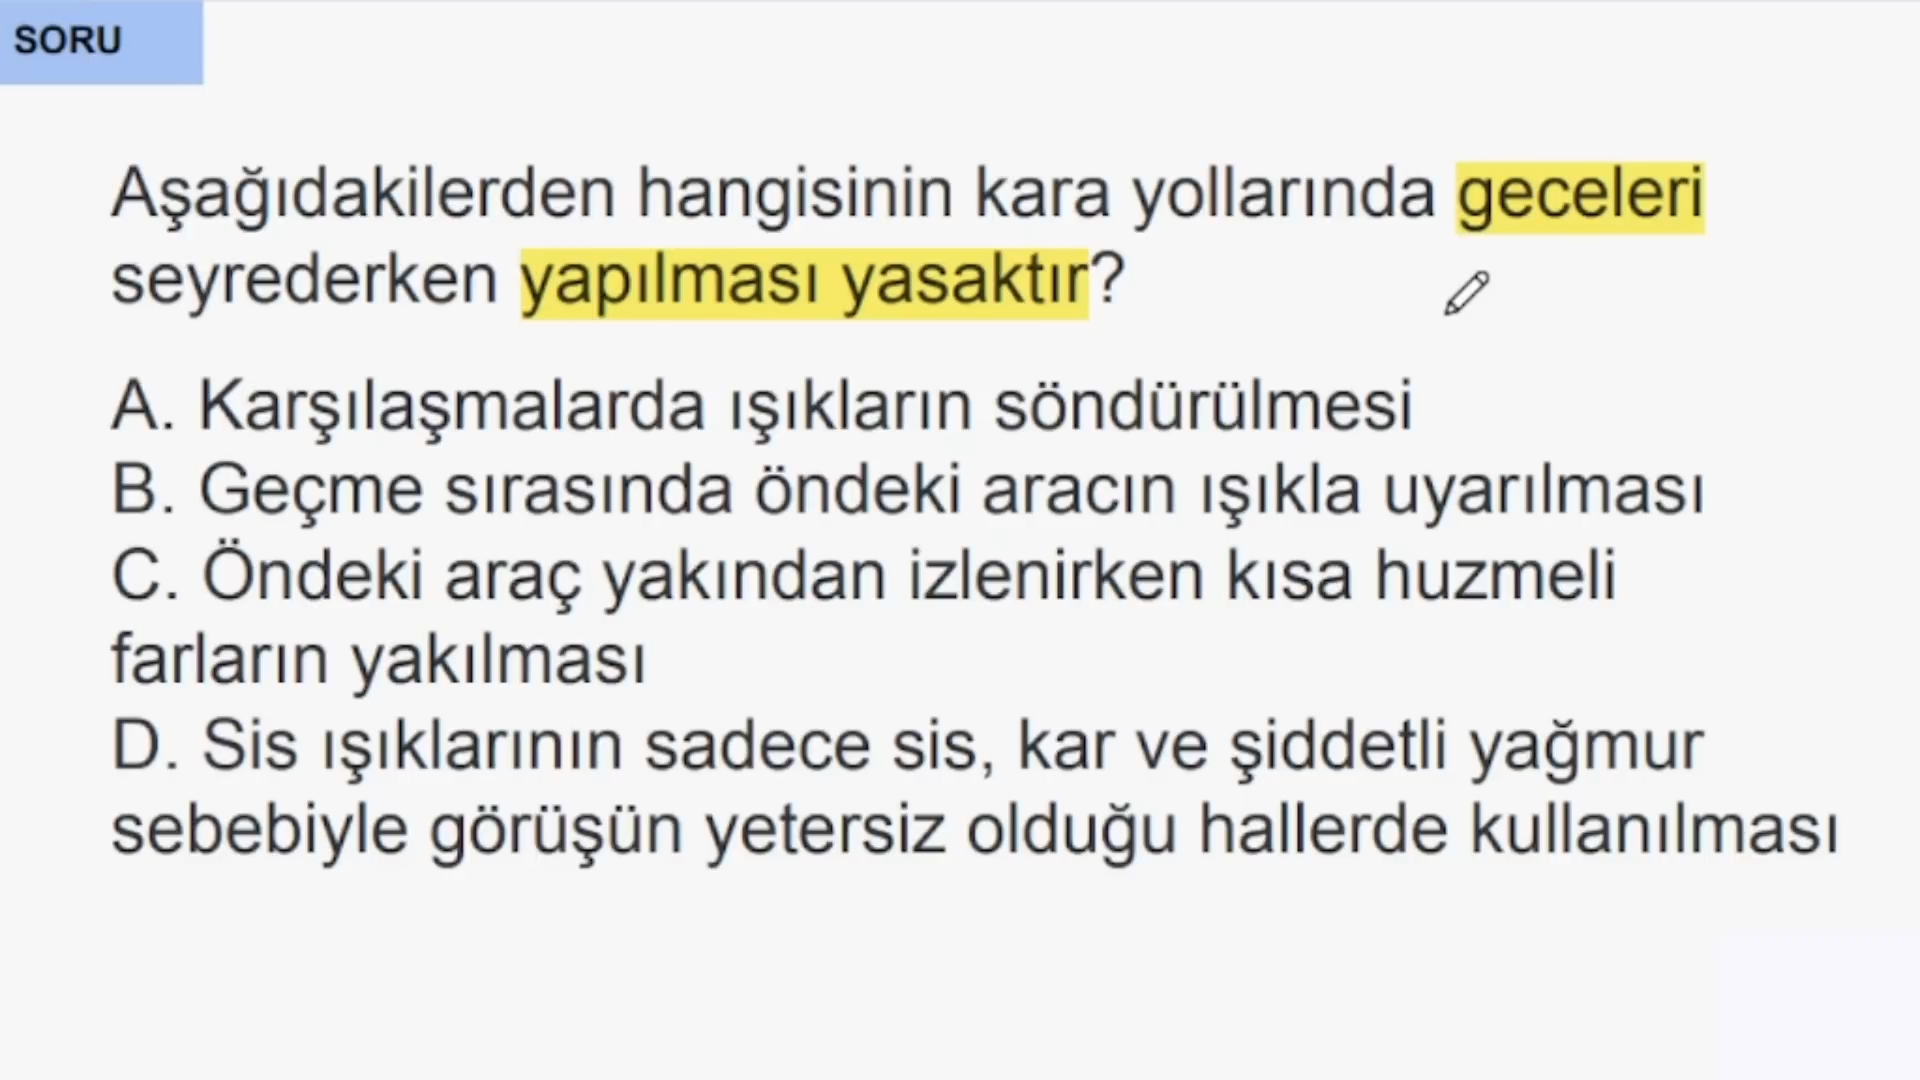 SORU
Aşağıdakilerden hangisinin kara yollarında geceleri
seyrederken yapılması yasaktır?
A. Karşılaşmalarda ışıkların söndürülmesi
B. Geçme sırasında öndeki aracın ışıkla uyarılması
C. Öndeki araç yakından izlenirken kısa huzmeli
farların yakılması
D. Sis ışıklarının sadece sis, kar ve şiddetli yağmur
sebebiyle görüşün yetersiz olduğu hallerde kullanılması